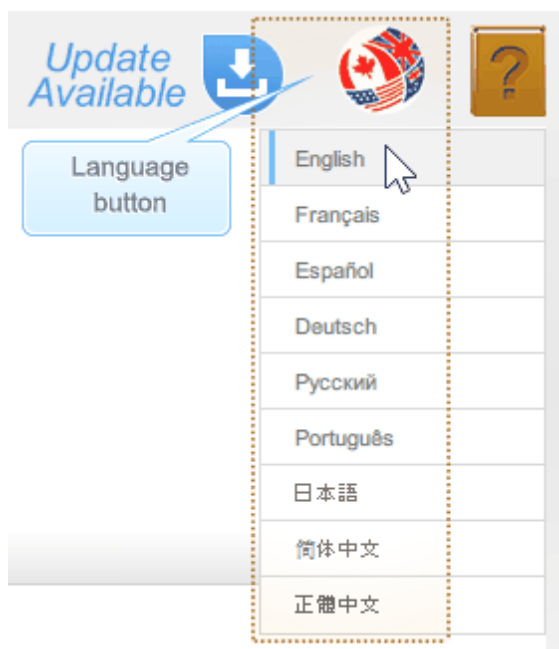 Update
Available
?
Language
button
English
Français
Español
Deutsch
Русский
Português
日本語
简体中文
正體中文